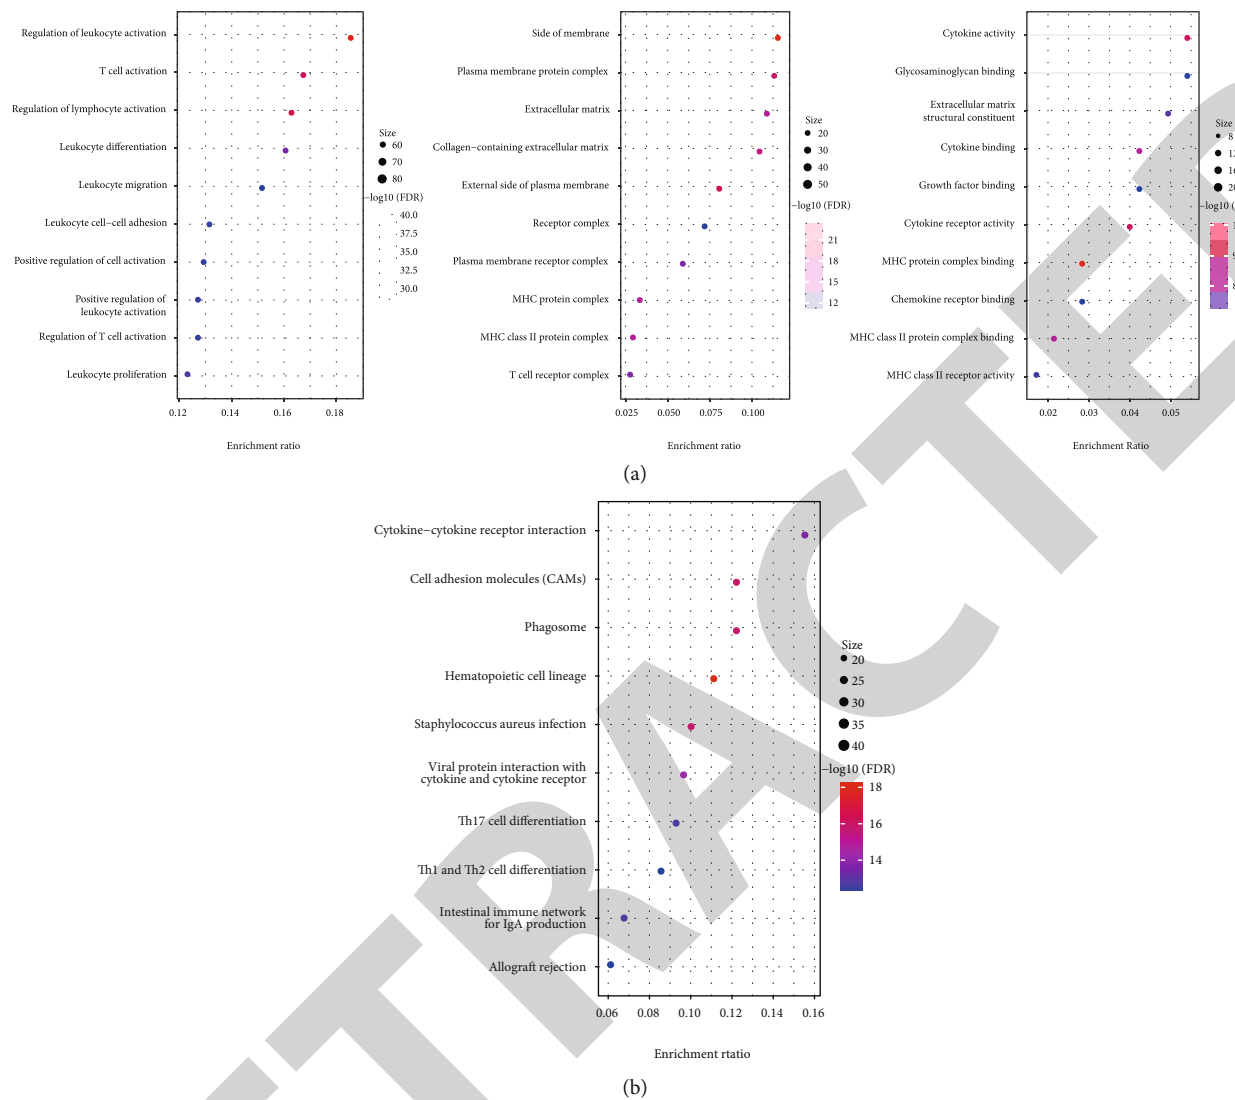 Regulation of leukocyte activation
T cell activation
Regulation of lymphocyte activation
Leukocyte differentiation
Leukocyte migration
Leukocyte cell−cell adhesion
Positive regulation of cell activation
Positive regulation of
leukocyte activation
Regulation of T cell activation
Leukocyte proliferation
0.12 0.14 0.16 0.18
Enrichment ratio
Size
60
70
80
−log10 (FDR)
40.0
37.5
35.0
32.5
30.0
Side of membrane
Plasma membrane protein complex
Extracellular matrix
Collagen−containing extracellular matrix
External side of plasma membrane
Receptor complex
Plasma membrane receptor complex
MHC protein complex
MHC class II protein complex
T cell receptor complex
0.025 0.050 0.075 0.100
Enrichment ratio
Size
20
30
40
50
−log10 (FDR)
21
18
15
12
Cytokine activity
Glycosaminoglycan binding
Extracellular matrix
structural constituent
Cytokine binding
Growth factor binding
Cytokine receptor activity
MHC protein complex binding
Chemokine receptor binding
MHC class II protein complex binding
MHC class II receptor activity
0.02 0.03 0.04 0.05
Enrichment Ratio
Size
8
12
16
20
−log10 (
9
8
(a)
Cytokine−cytokine receptor interaction
Cell adhesion molecules (CAMs)
Phagosome
Hematopoietic cell lineage
Staphylococcus aureus infection
Viral protein interaction with
cytokine and cytokine receptor
Th17 cell differentiation
Th1 and Th2 cell differentiation
Intestinal immune network
for IgA production
Allograft rejection
0.06 0.08 0.10 0.12 0.14 0.16
Enrichment rtatio
Size
20
25
30
35
40
−log10 (FDR)
18
16
14
(b)
TRACTE